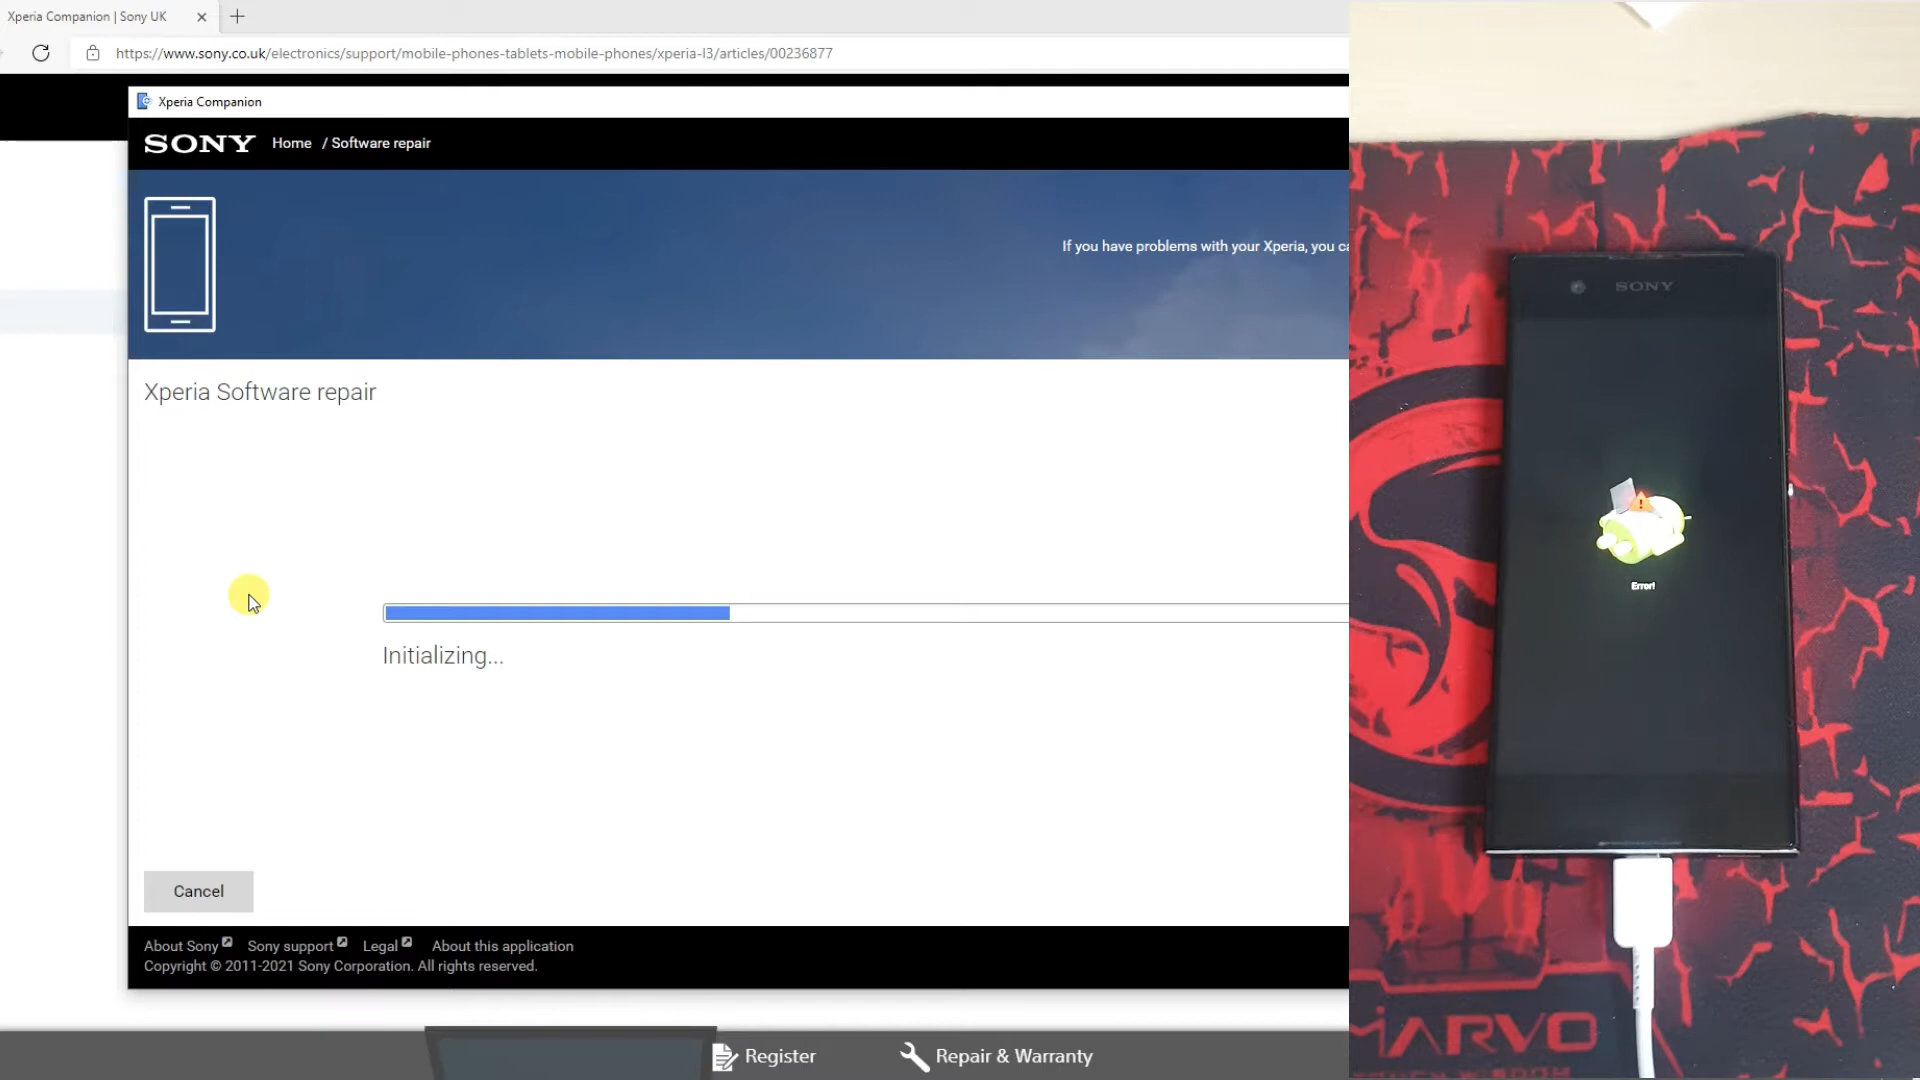 Xperia Companion | Sony UK
https://www.sony.co.uk/electronics/support/mobile-phones-tablets-mobile-phones/xperia-l3/articles/00236877
Xperia Companion
SONY Home / Software repair
If you have problems with your Xperia, you ca
Xperia Software repair
Initializing...
Cancel
About Sony Sony support Legal About this application
Copyright © 2011-2021 Sony Corporation. All rights reserved.
Register Repair & Warranty
SONY
Error!
MARVO